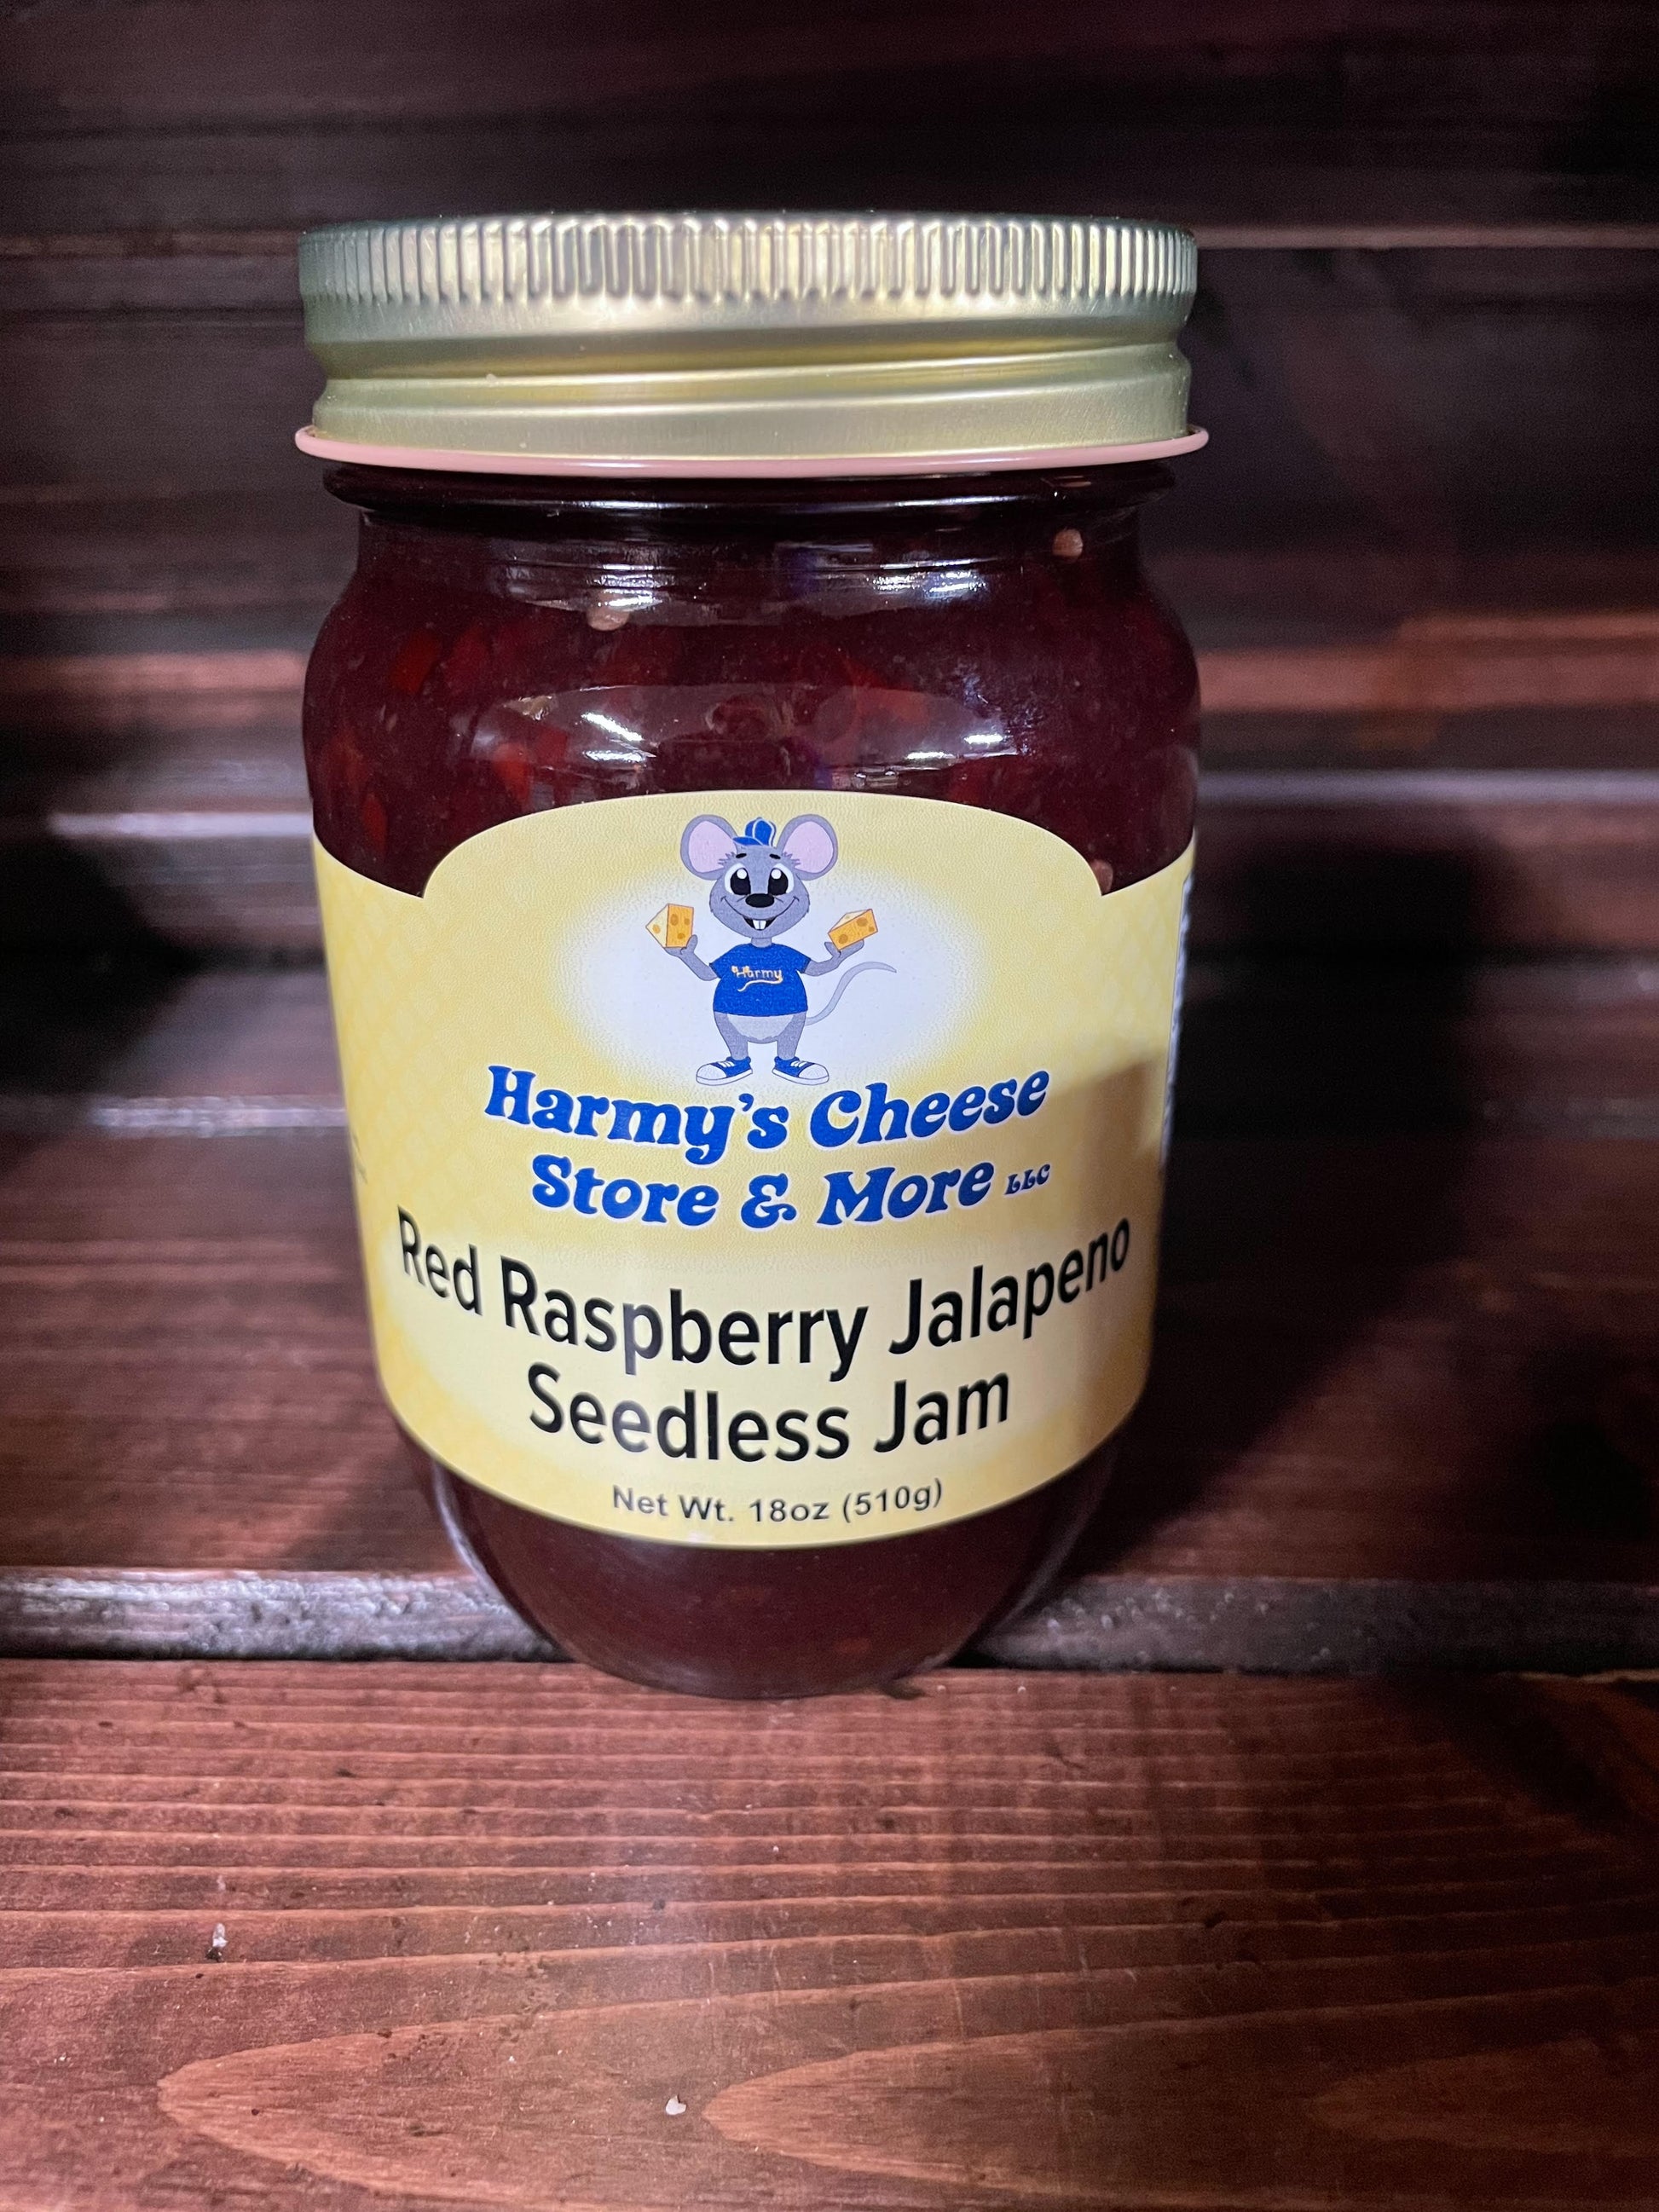 Harmy
Harmy's Cheese
Store & More LLC
Red Raspberry Jalapeno
Seedless Jam
Net Wt. 18oz (510g)